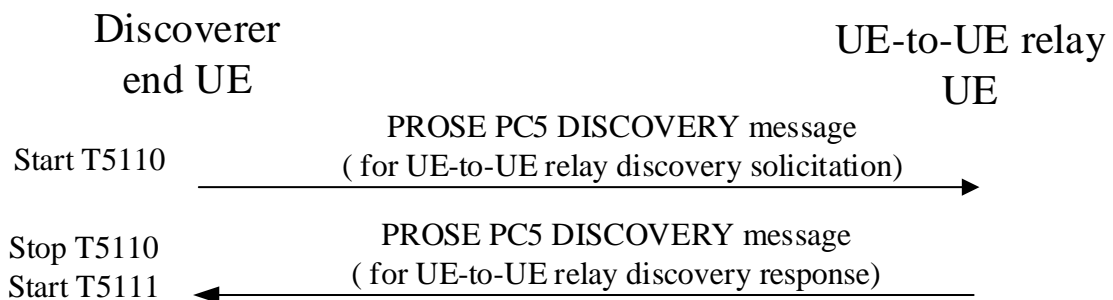 Discoverer
end UE
UE-to-UE relay
UE
PROSE PC5 DISCOVERY message
Start T5110
( for UE-to-UE relay discovery solicitation)
PROSE PC5 DISCOVERY message
Stop T5110
( for UE-to-UE relay discovery response)
Start T5111